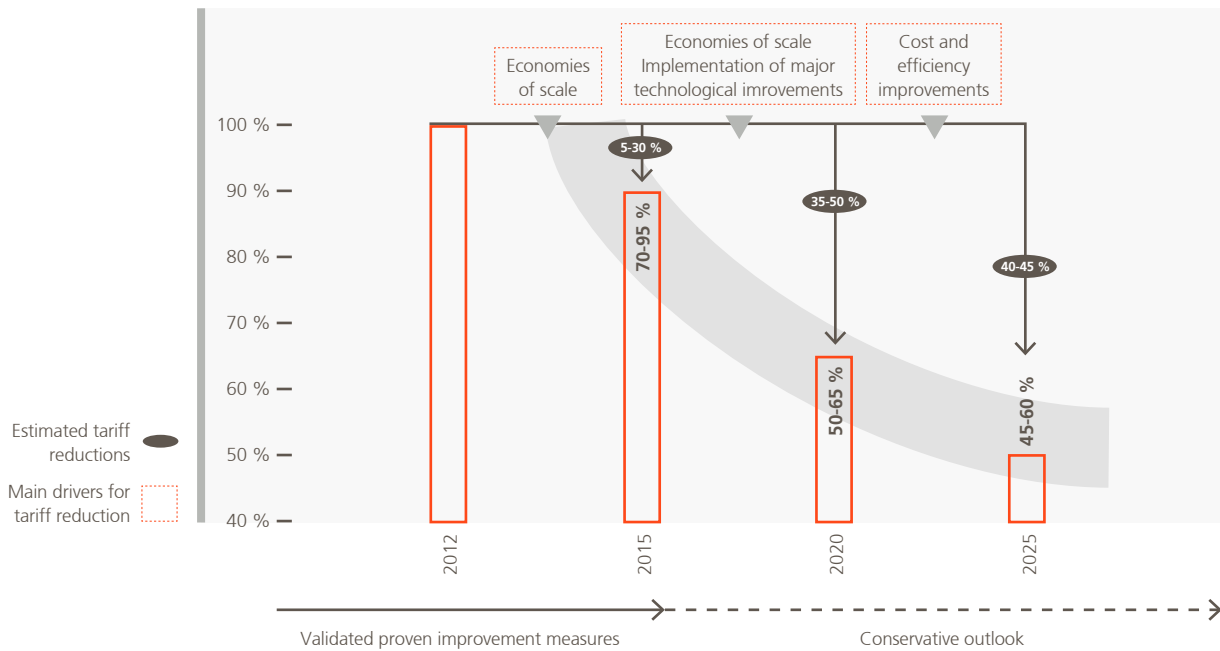 Economies
of scale
Economies of scale
Implementation of major
technological imrovements
Cost and
efficiency
improvements
100 %
90 %
80 %
70 %
60 %
50 %
40 %
5-30 %
35-50 %
40-45 %
70-95 %
50-65 %
45-60 %
Estimated tariff
reductions
Main drivers for
tariff reduction
2012
2015
2020
2025
Validated proven improvement measures
Conservative outlook